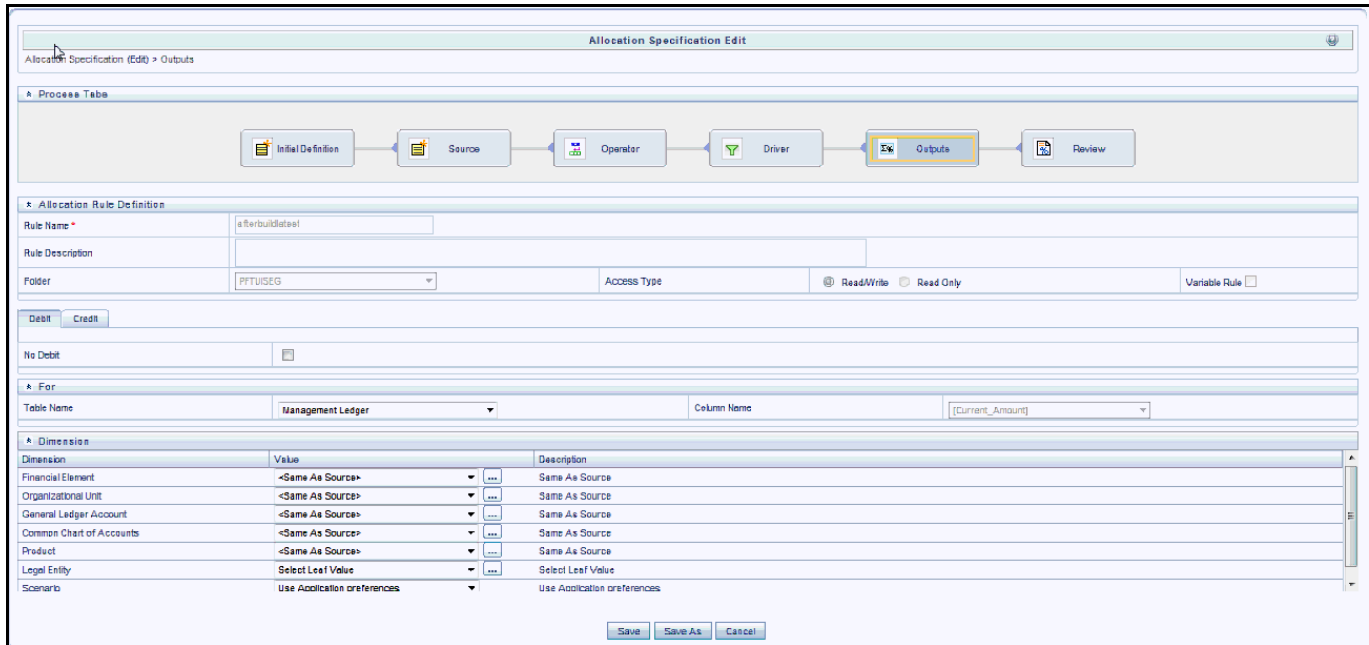 Allocation Specification Edit
Allocation Specification (Edit) > Outputs
Process Tabs
Initial Definition
Source
Operator
Driver
Outputs
Review
Allocation Rule Definition
Rule Name *
afterbuildlatest
Rule Description
Folder
PFTUISEG
Access Type
Read/Write
Read Only
Variable Rule
Debit
Credit
No Debit
For
Table Name
Management Ledger
Column Name
[Current_Amount]
Dimension
Dimension Value Description
Financial Element <Same As Source> ... Same As Source
Organizational Unit <Same As Source> ... Same As Source
General Ledger Account <Same As Source> ... Same As Source
Common Chart of Accounts <Same As Source> ... Same As Source
Product <Same As Source> ... Same As Source
Legal Entity Select Leaf Value ... Select Leaf Value
Scenario Use Application preferences Use Application preferences
Save Save As Cancel